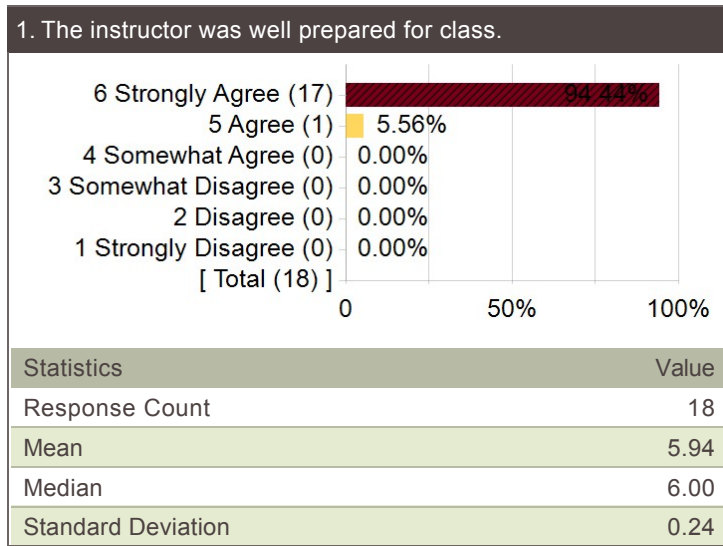 1. The instructor was well prepared for class.
6 Strongly Agree (17) 94.44%
5 Agree (1) 5.56%
4 Somewhat Agree (0) 0.00%
3 Somewhat Disagree (0) 0.00%
2 Disagree (0) 0.00%
1 Strongly Disagree (0) 0.00%
[ Total (18) ]
0 50% 100%
Statistics Value
Response Count 18
Mean 5.94
Median 6.00
Standard Deviation 0.24